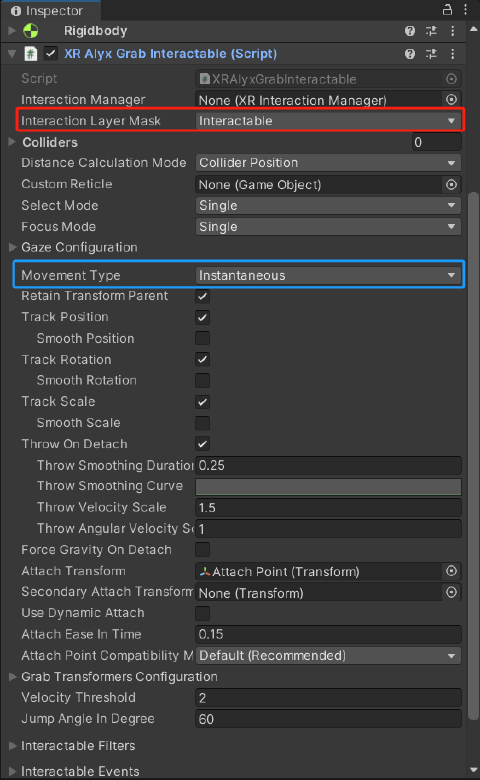 Inspector
Rigidbody
XR Alyx Grab Interactable (Script)
Script XRAlyxGrabInteractable
Interaction Manager None (XR Interaction Manager)
Interaction Layer Mask Interactable
Colliders 0
Distance Calculation Mode Collider Position
Custom Reticle None (Game Object)
Select Mode Single
Focus Mode Single
Gaze Configuration
Movement Type Instantaneous
Retain Transform Parent
Track Position
Smooth Position
Track Rotation
Smooth Rotation
Track Scale
Smooth Scale
Throw On Detach
Throw Smoothing Duration 0.25
Throw Smoothing Curve
Throw Velocity Scale 1.5
Throw Angular Velocity Sc 1
Force Gravity On Detach
Attach Transform Attach Point (Transform)
Secondary Attach Transform None (Transform)
Use Dynamic Attach
Attach Ease In Time 0.15
Attach Point Compatibility M Default (Recommended)
Grab Transformers Configuration
Velocity Threshold 2
Jump Angle In Degree 60
Interactable Filters
Interactable Events